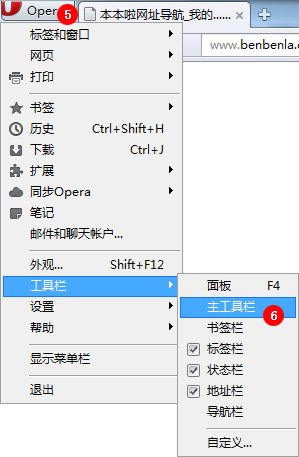 Oper
5
本本啦网址导航_我的......
www.benbenla.c
标签和窗口
网页
打印
书签
历史 Ctrl+Shift+H
下载 Ctrl+J
扩展
同步Opera
笔记
邮件和聊天帐户...
外观... Shift+F12
工具栏
设置
帮助
显示菜单栏
退出
面板 F4
主工具栏
6
书签栏
标签栏
状态栏
地址栏
导航栏
自定义...